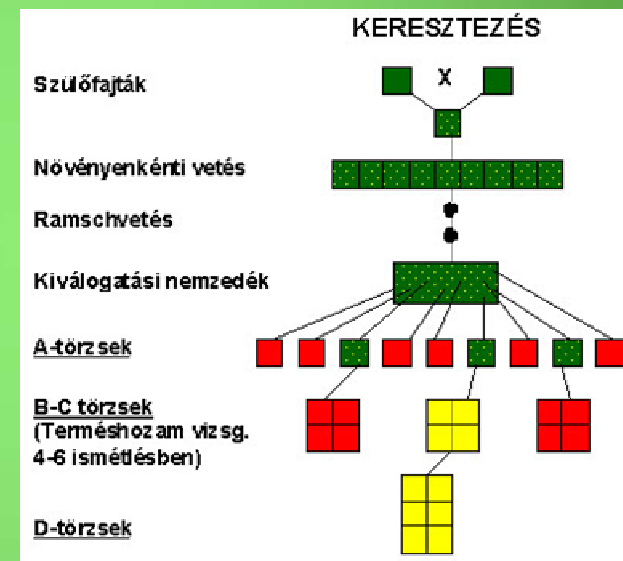 KERESZTEZÉS
Szülőfajták
X
Növényenkénti vetés
Ramschvetés
Kiválogatási nemzedék
A-törzsek
B-C törzsek
(Terméshozam vizsg.
4-6 ismétlésben)
D-törzsek